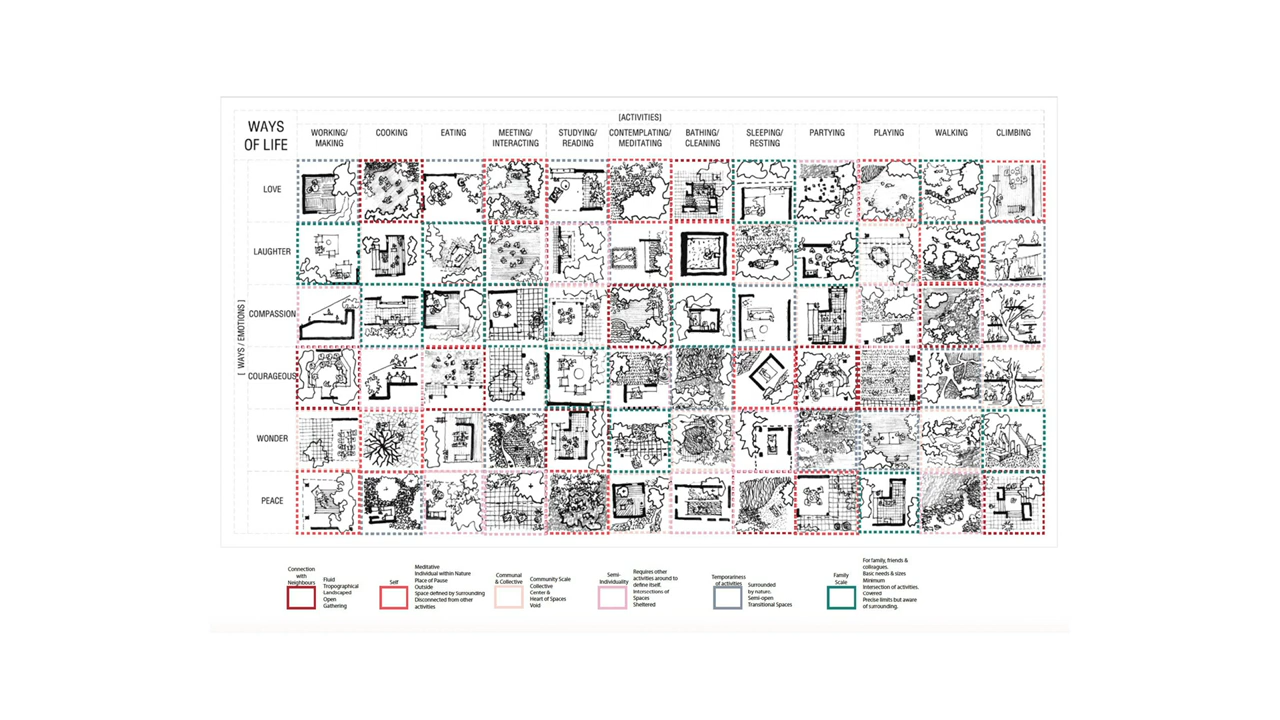 WAYS
OF LIFE
[ACTIVITIES]
WORKING/
MAKING
COOKING
EATING
MEETING/
INTERACTING
STUDYING/
READING
CONTEMPLATING/
MEDITATING
BATHING/
CLEANING
SLEEPING/
RESTING
PARTYING
PLAYING
WALKING
CLIMBING
[ WAYS / EMOTIONS ]
LOVE
LAUGHTER
COMPASSION
COURAGEOUS
WONDER
PEACE
Connection
with
Neighbours
Fluid
Topographical
Landscaped
Open
Gathering
Self
Meditative
Individual within Nature
Place of Pause
Outside
Space defined by Surrounding
Disconnected from other
activities
Communal
& Collective
Community Scale
Collective
Center &
Heart of Spaces
Void
Semi-
Individuality
Requires other
activities around to
define itself.
Intersections of
Spaces
Sheltered
Temporariness
of activities
Surrounded
by nature.
Semi-open
Transitional Spaces
Family
Scale
For family, friends &
colleagues.
Basic needs & sizes
Minimum
Intersection of activities.
Covered
Precise limits but aware
of surrounding.